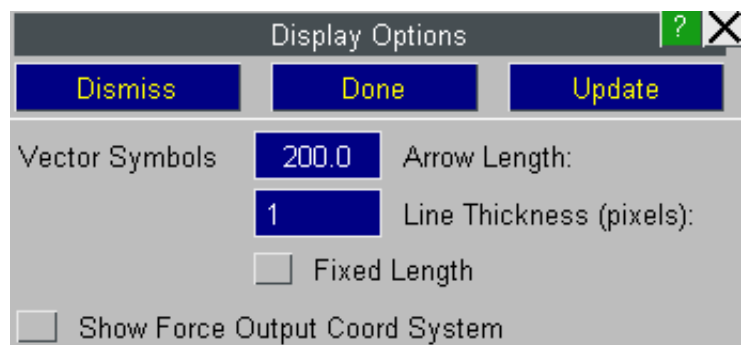 Display Options ?
Dismiss Done Update
Vector Symbols 200.0 Arrow Length:
1 Line Thickness (pixels):
Fixed Length
Show Force Output Coord System